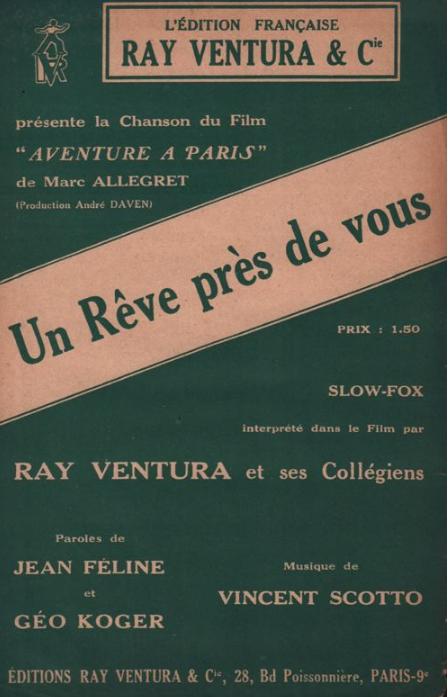 L'ÉDITION FRANÇAISE
RAY VENTURA & Cie
présente la Chanson du Film
"AVENTURE A PARIS"
de Marc ALLEGRET
(Production André DAVEN)
Un Rêve près de vous
PRIX : 1.50
SLOW-FOX
interprété dans le Film par
RAY VENTURA et ses Collégiens
Paroles de
JEAN FÉLINE
et
GÉO KOGER
Musique de
VINCENT SCOTTO
ÉDITIONS RAY VENTURA & Cie, 28, Bd Poissonnière, PARIS-9e